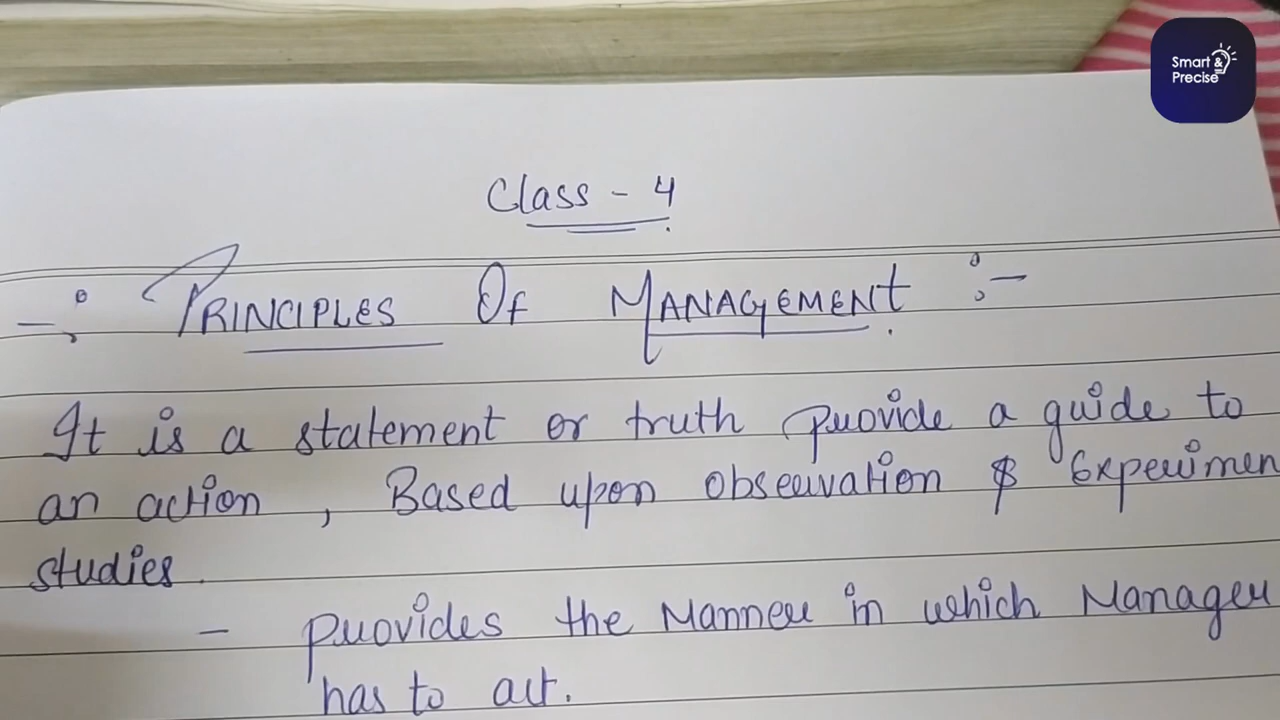 Smart &
Precise
Class - 4
-: PRINCIPLES OF MANAGEMENT :-
It is a statement or truth provide a guide to
an action, Based upon observation & Experimen
studies.
- provides the Manner in which Manager
has to act.